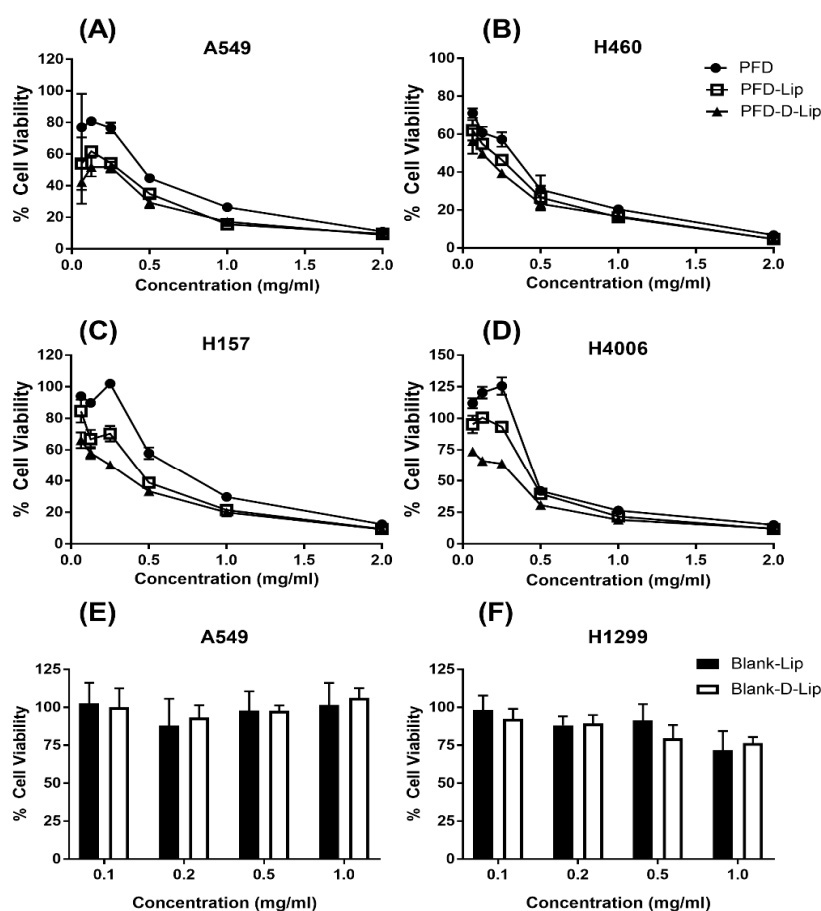 (A)
A549
120
100
80
60
40
20
0
% Cell Viability
0.0 0.5 1.0 1.5 2.0
Concentration (mg/ml)
(B)
H460
100
80
60
40
20
0
% Cell Viability
0.0 0.5 1.0 1.5 2.0
Concentration (mg/ml)
PFD
PFD-Lip
PFD-D-Lip
(C)
H157
120
100
80
60
40
20
0
% Cell Viability
0.0 0.5 1.0 1.5 2.0
Concentration (mg/ml)
(D)
H4006
150
125
100
75
50
25
0
% Cell Viability
0.0 0.5 1.0 1.5 2.0
Concentration (mg/ml)
(E)
A549
125
100
75
50
25
0
% Cell Viability
0.1 0.2 0.5 1.0
Concentration (mg/ml)
(F)
H1299
125
100
75
50
25
0
% Cell Viability
0.1 0.2 0.5 1.0
Concentration (mg/ml)
Blank-Lip
Blank-D-Lip